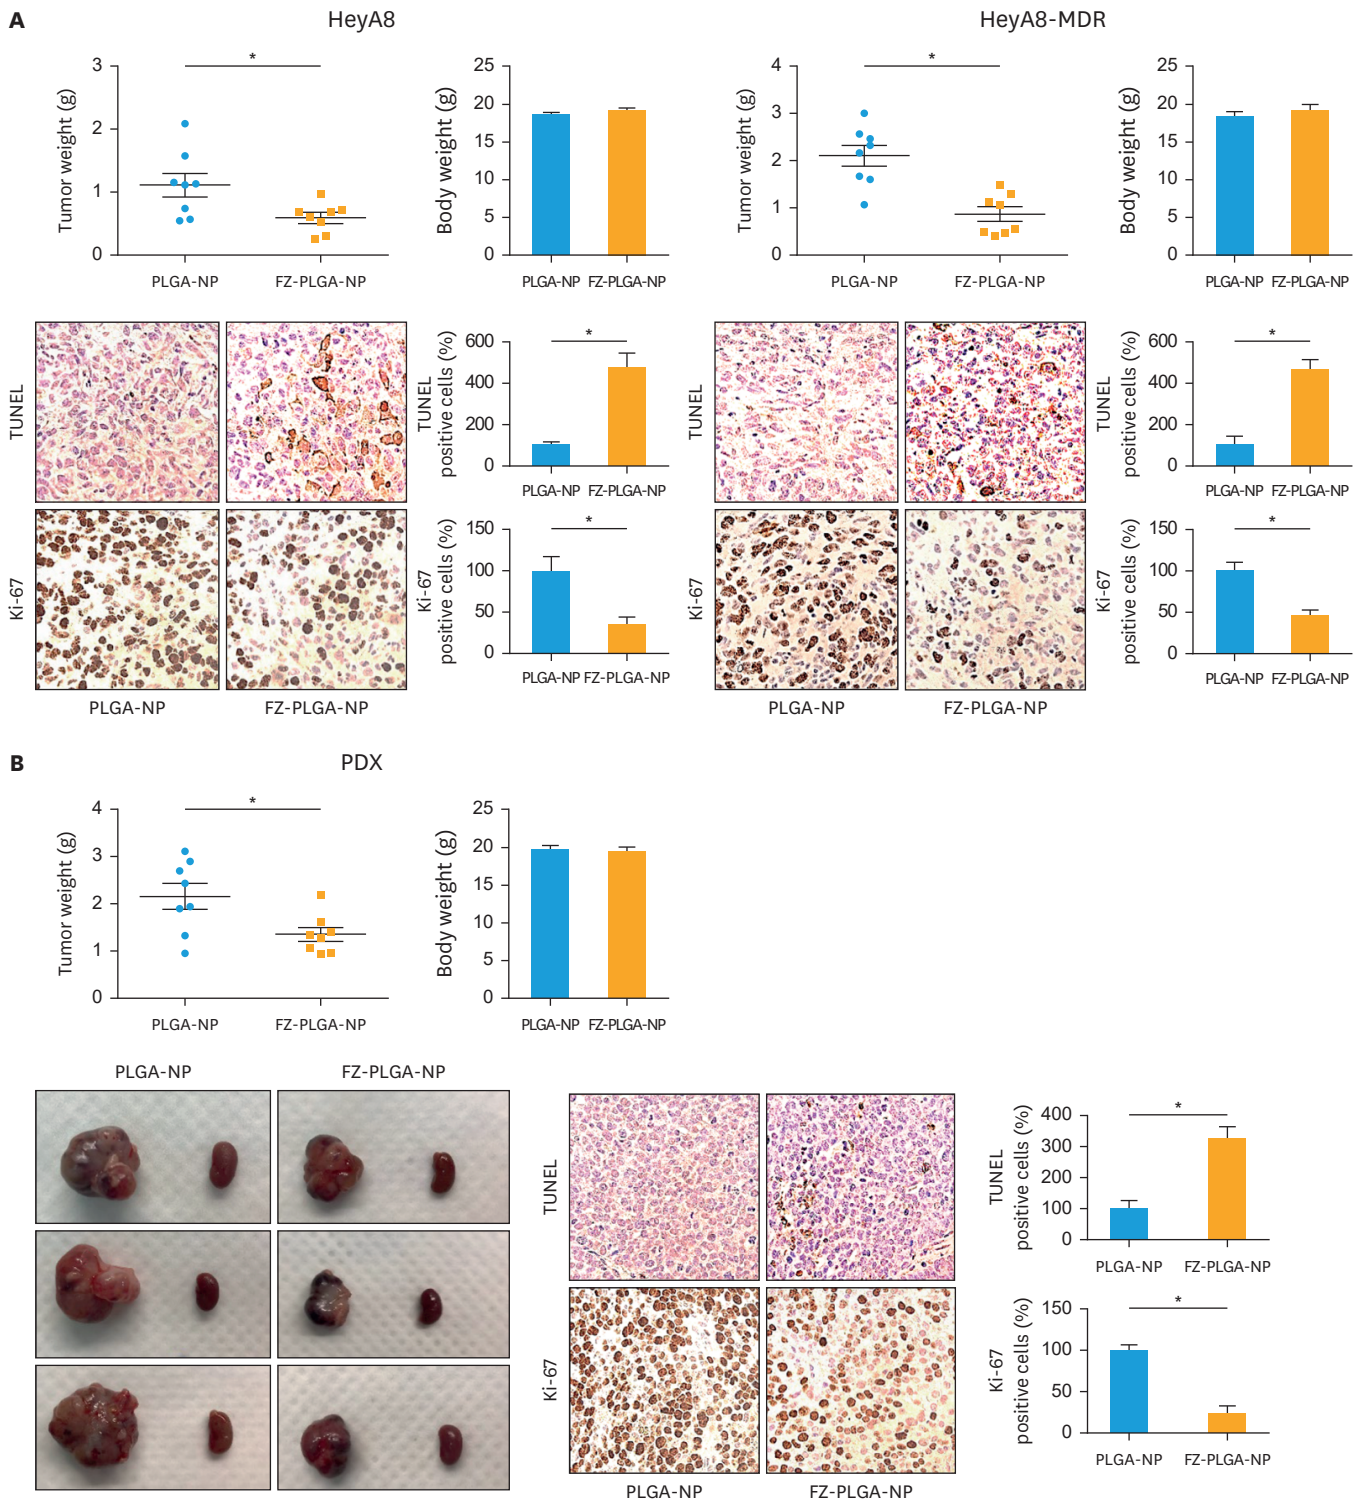 A
HeyA8
HeyA8-MDR
Tumor weight (g)
3
2
1
0
*
PLGA-NP
FZ-PLGA-NP
Body weight (g)
25
20
15
10
5
0
PLGA-NP
FZ-PLGA-NP
Tumor weight (g)
4
3
2
1
0
*
PLGA-NP
FZ-PLGA-NP
Body weight (g)
25
20
15
10
5
0
PLGA-NP
FZ-PLGA-NP
TUNEL
TUNEL
positive cells (%)
600
400
200
0
*
PLGA-NP
FZ-PLGA-NP
TUNEL
TUNEL
positive cells (%)
600
400
200
0
*
PLGA-NP
FZ-PLGA-NP
Ki-67
Ki-67
positive cells (%)
150
100
50
0
*
PLGA-NP
FZ-PLGA-NP
PLGA-NP
FZ-PLGA-NP
Ki-67
Ki-67
positive cells (%)
150
100
50
0
*
PLGA-NP
FZ-PLGA-NP
PLGA-NP
FZ-PLGA-NP
B
PDX
Tumor weight (g)
4
3
2
1
0
*
PLGA-NP
FZ-PLGA-NP
Body weight (g)
25
20
15
10
5
0
PLGA-NP
FZ-PLGA-NP
PLGA-NP
FZ-PLGA-NP
TUNEL
TUNEL
positive cells (%)
400
300
200
100
0
*
PLGA-NP
FZ-PLGA-NP
Ki-67
Ki-67
positive cells (%)
150
100
50
0
*
PLGA-NP
FZ-PLGA-NP
PLGA-NP
FZ-PLGA-NP